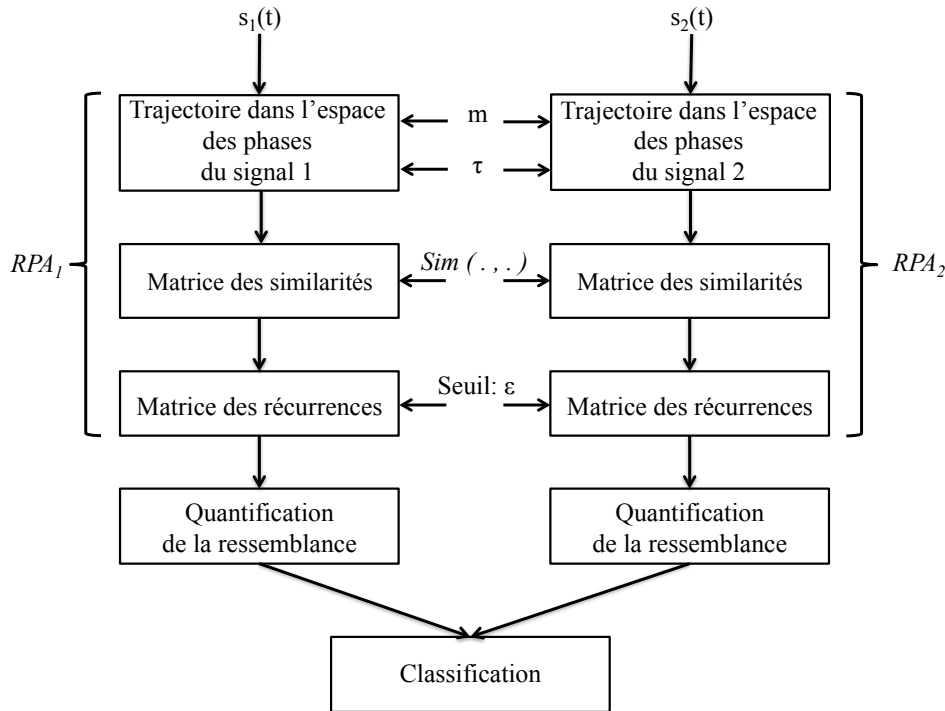 s₁(t)
s₂(t)
Trajectoire dans l’espace
des phases
du signal 1
m
τ
Trajectoire dans l’espace
des phases
du signal 2
RPA₁
Matrice des similarités
Sim ( . , . )
Matrice des similarités
RPA₂
Matrice des récurrences
Seuil: ε
Matrice des récurrences
Quantification
de la ressemblance
Quantification
de la ressemblance
Classification